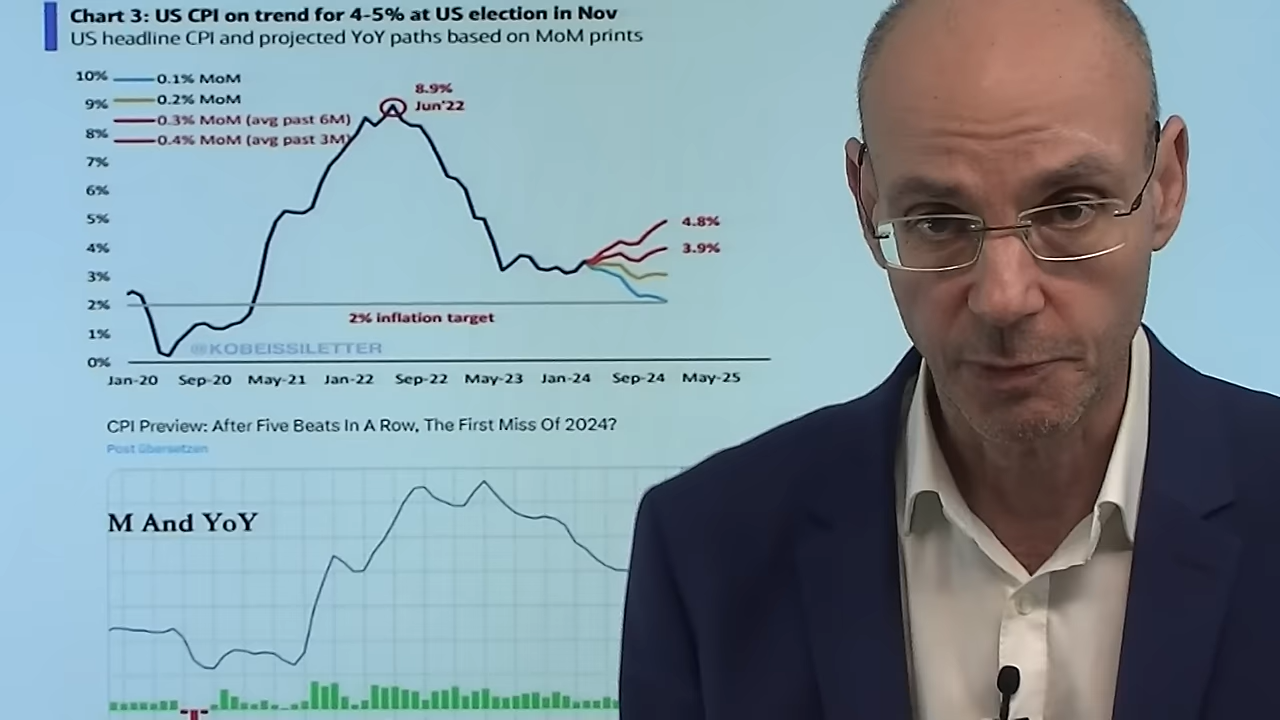 Chart 3: US CPI on trend for 4-5% at US election in Nov
US headline CPI and projected YoY paths based on MoM prints
10%
0.1% MoM
9%
0.2% MoM
0.3% MoM (avg past 6M)
8%
0.4% MoM (avg past 3M)
8.9%
Jun'22
7%
6%
5%
4.8%
4%
3.9%
3%
2%
2% inflation target
1%
@KOBEISSILETTER
0%
Jan-20 Sep-20 May-21 Jan-22 Sep-22 May-23 Jan-24 Sep-24 May-25
CPI Preview: After Five Beats In A Row, The First Miss Of 2024?
Post übersetzen
M And YoY